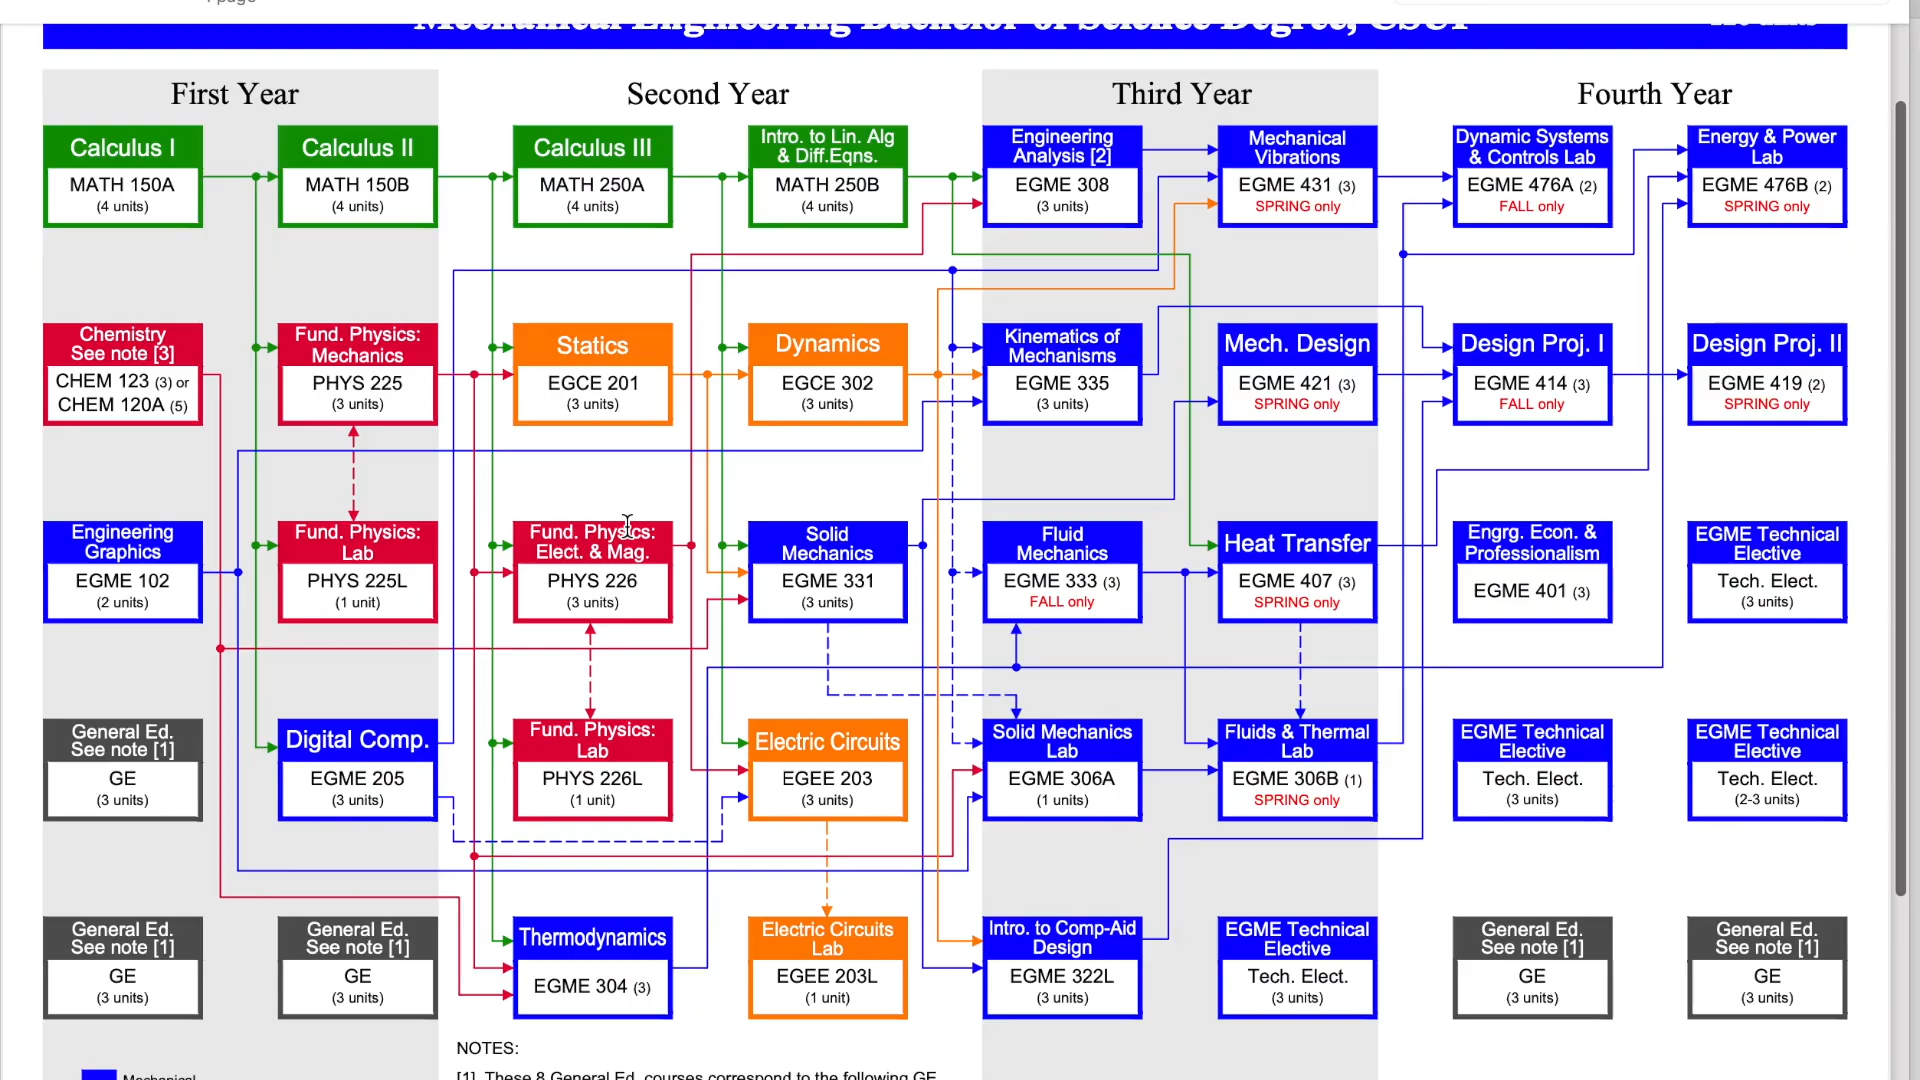 First Year
Second Year
Third Year
Fourth Year
Calculus I
MATH 150A
(4 units)
Calculus II
MATH 150B
(4 units)
Calculus III
MATH 250A
(4 units)
Intro. to Lin. Alg
& Diff.Eqns.
MATH 250B
(4 units)
Engineering
Analysis [2]
EGME 308
(3 units)
Mechanical
Vibrations
EGME 431 (3)
SPRING only
Dynamic Systems
& Controls Lab
EGME 476A (2)
FALL only
Energy & Power
Lab
EGME 476B (2)
SPRING only
Chemistry
See note [3]
CHEM 123 (3) or
CHEM 120A (5)
Fund. Physics:
Mechanics
PHYS 225
(3 units)
Statics
EGCE 201
(3 units)
Dynamics
EGCE 302
(3 units)
Kinematics of
Mechanisms
EGME 335
(3 units)
Mech. Design
EGME 421 (3)
SPRING only
Design Proj. I
EGME 414 (3)
FALL only
Design Proj. II
EGME 419 (2)
SPRING only
Engineering
Graphics
EGME 102
(2 units)
Fund. Physics:
Lab
PHYS 225L
(1 unit)
Fund. Physics:
Elect. & Mag.
PHYS 226
(3 units)
Solid
Mechanics
EGME 331
(3 units)
Fluid
Mechanics
EGME 333 (3)
FALL only
Heat Transfer
EGME 407 (3)
SPRING only
Engrg. Econ. &
Professionalism
EGME 401 (3)
EGME Technical
Elective
Tech. Elect.
(3 units)
General Ed.
See note [1]
GE
(3 units)
Digital Comp.
EGME 205
(3 units)
Fund. Physics:
Lab
PHYS 226L
(1 unit)
Electric Circuits
EGEE 203
(3 units)
Solid Mechanics
Lab
EGME 306A
(1 units)
Fluids & Thermal
Lab
EGME 306B (1)
SPRING only
EGME Technical
Elective
Tech. Elect.
(3 units)
EGME Technical
Elective
Tech. Elect.
(2-3 units)
General Ed.
See note [1]
GE
(3 units)
General Ed.
See note [1]
GE
(3 units)
Thermodynamics
EGME 304 (3)
Electric Circuits
Lab
EGEE 203L
(1 unit)
Intro. to Comp-Aid
Design
EGME 322L
(3 units)
EGME Technical
Elective
Tech. Elect.
(3 units)
General Ed.
See note [1]
GE
(3 units)
General Ed.
See note [1]
GE
(3 units)
NOTES:
[1] These 8 General Ed. courses correspond to the following GE
Mechanical